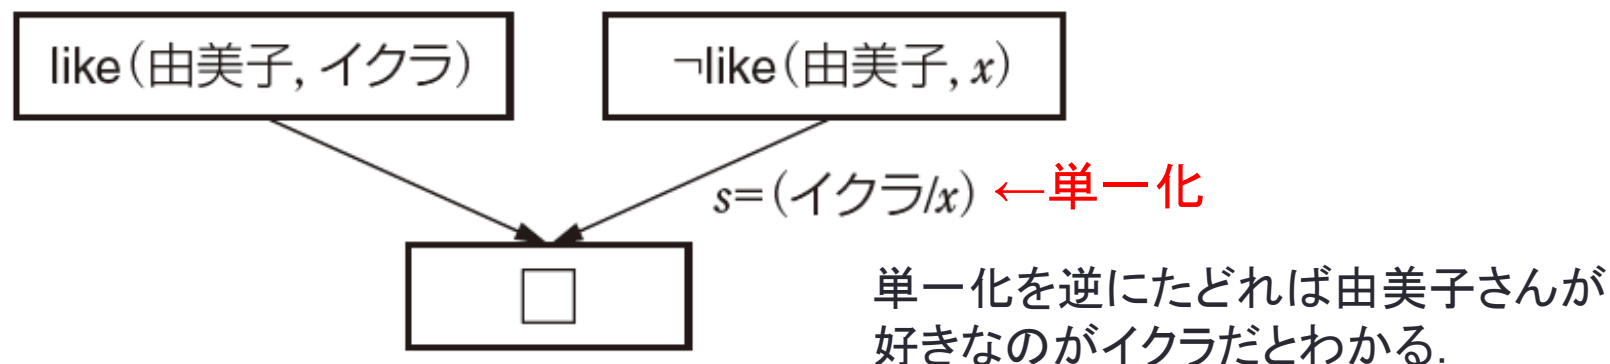 like(由美子, イクラ)
¬like(由美子, x)
s=(イクラ/x) ←単一化
□
単一化を逆にたどれば由美子さんが
好きなのがイクラだとわかる.